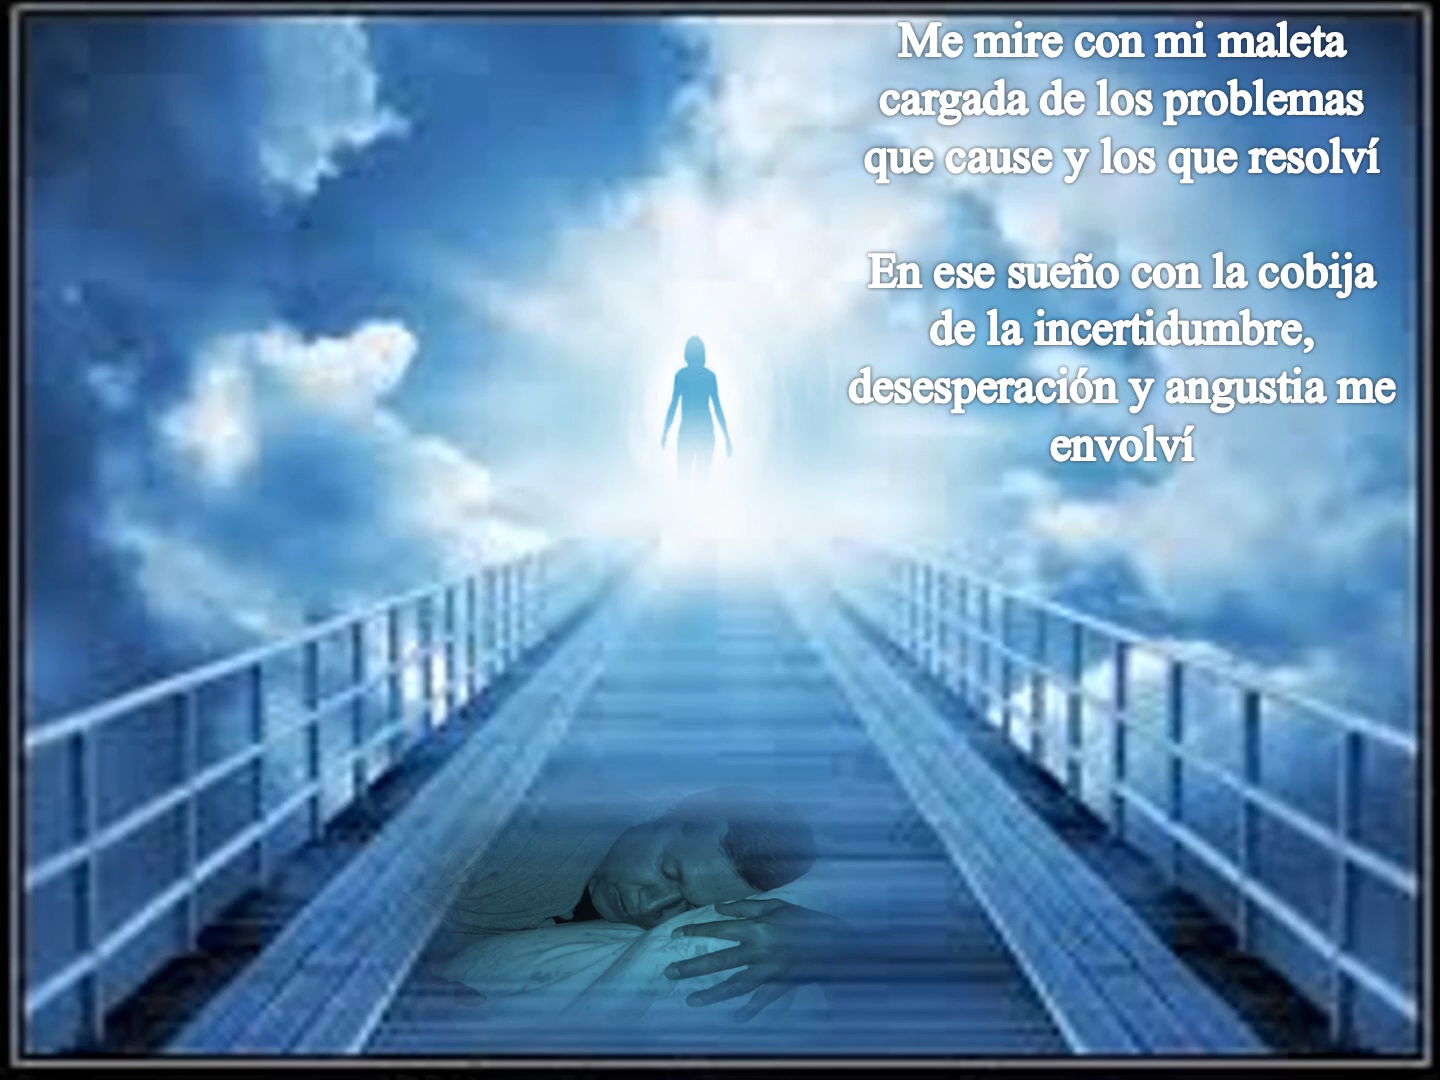 Me mire con mi maleta
cargada de los problemas
que cause y los que resolví
En ese sueño con la cobija
de la incertidumbre,
desesperación y angustia me
envolví